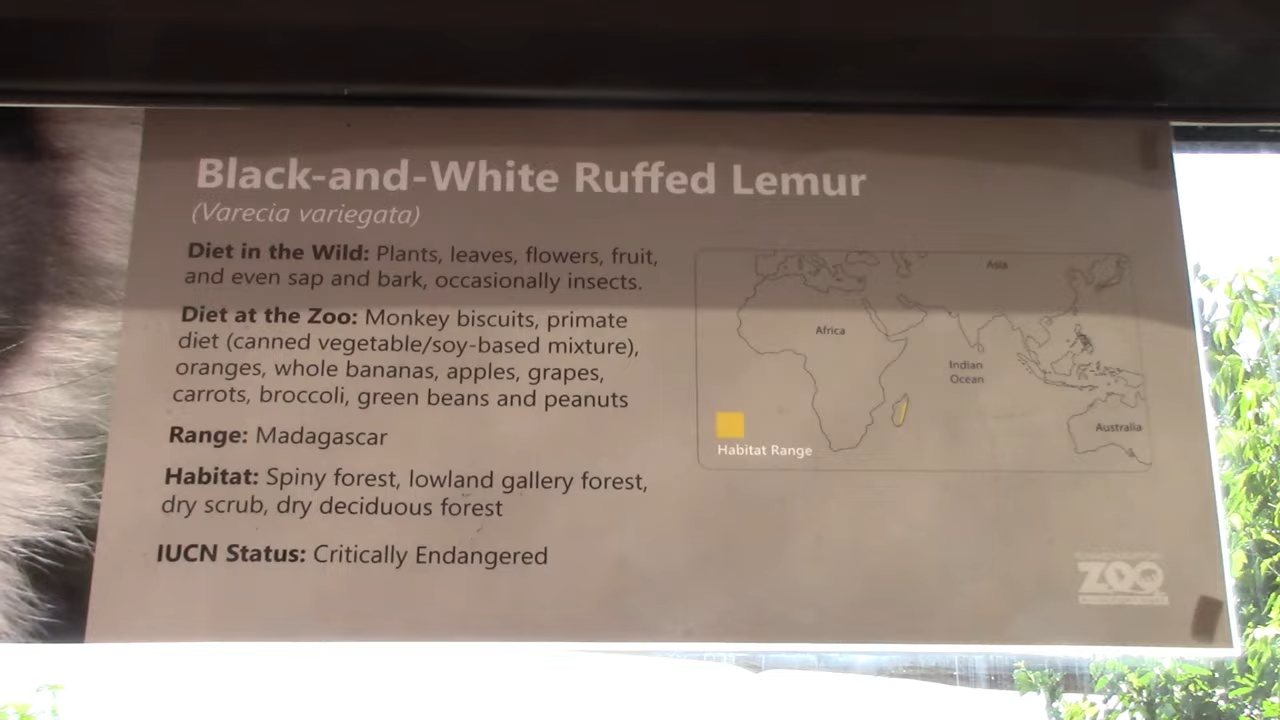 Black-and-White Ruffed Lemur
(Varecia variegata)
Diet in the Wild: Plants, leaves, flowers, fruit,
and even sap and bark, occasionally insects.
Diet at the Zoo: Monkey biscuits, primate
diet (canned vegetable/soy-based mixture),
oranges, whole bananas, apples, grapes,
carrots, broccoli, green beans and peanuts
Range: Madagascar
Habitat: Spiny forest, lowland gallery forest,
dry scrub, dry deciduous forest
IUCN Status: Critically Endangered
Asia
Africa
Indian
Ocean
Australia
Habitat Range
ZOO